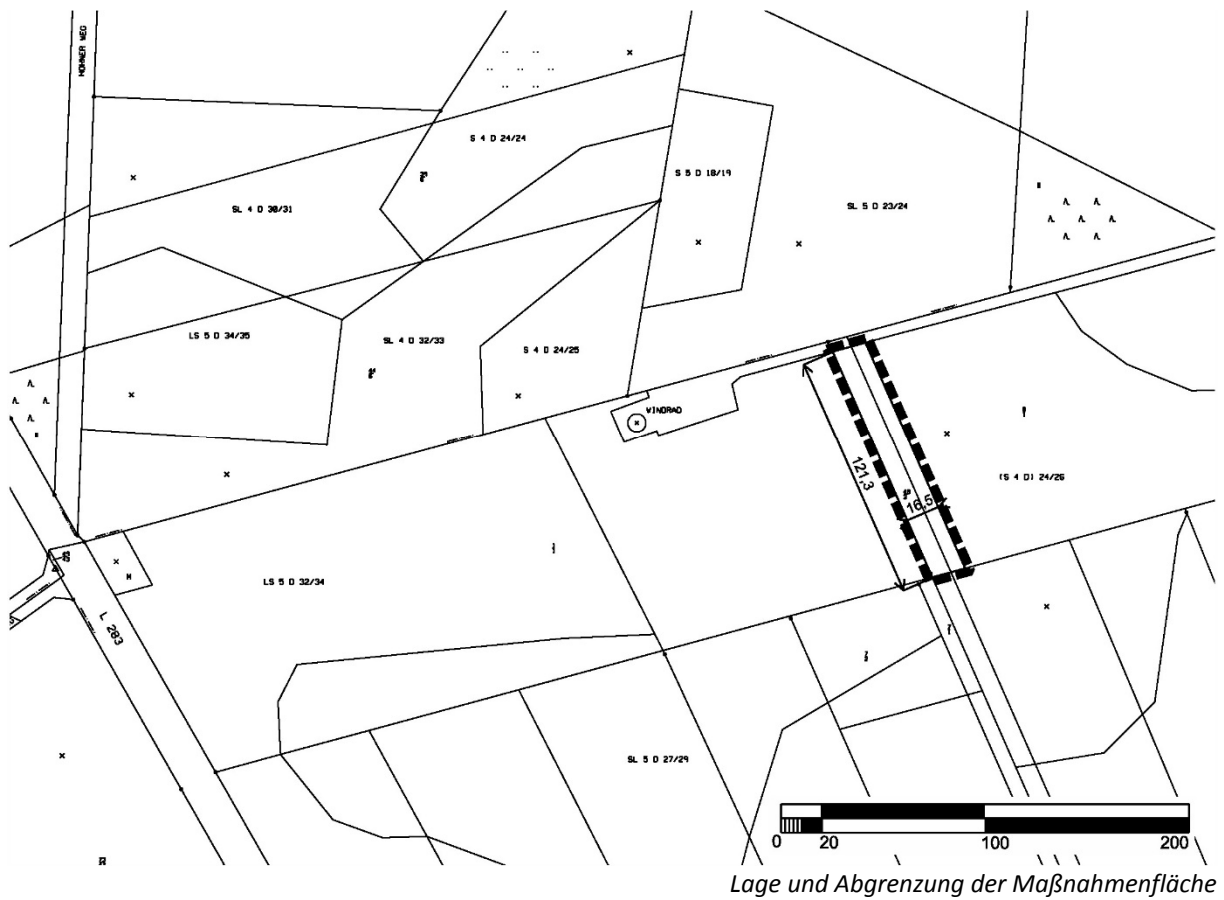 HOHNER WEG
S 4 D 24/24
S 5 D 18/19
SL 4 D 30/31
SL 5 D 23/24
LS 5 D 34/35
SL 4 D 32/33
S 4 D 24/25
WINDRAD
121,3
16,5
(S 4 D) 24/26
LS 5 D 32/34
L 283
SL 5 D 27/29
0 20 100 200
Lage und Abgrenzung der Maßnahmenfläche